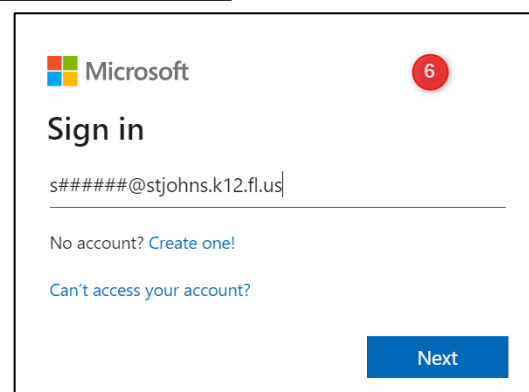 Microsoft
6
Sign in
s######@stjohns.k12.fl.us
No account? Create one!
Can't access your account?
Next